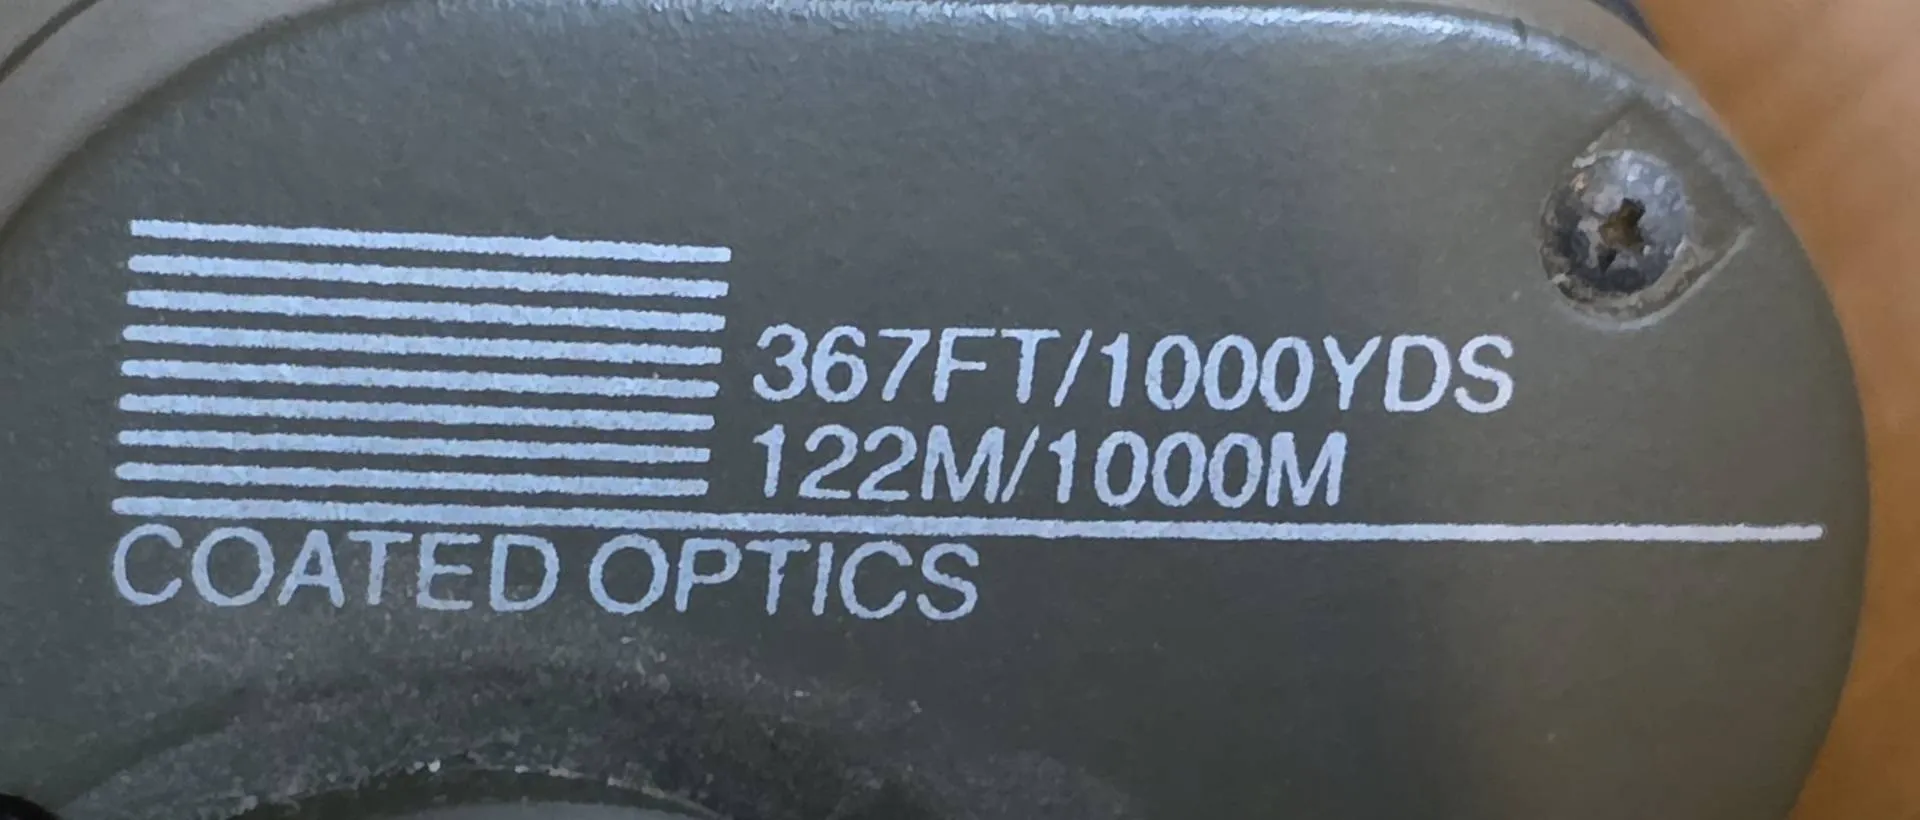 367FT/1000YDS
122M/1000M
COATED OPTICS